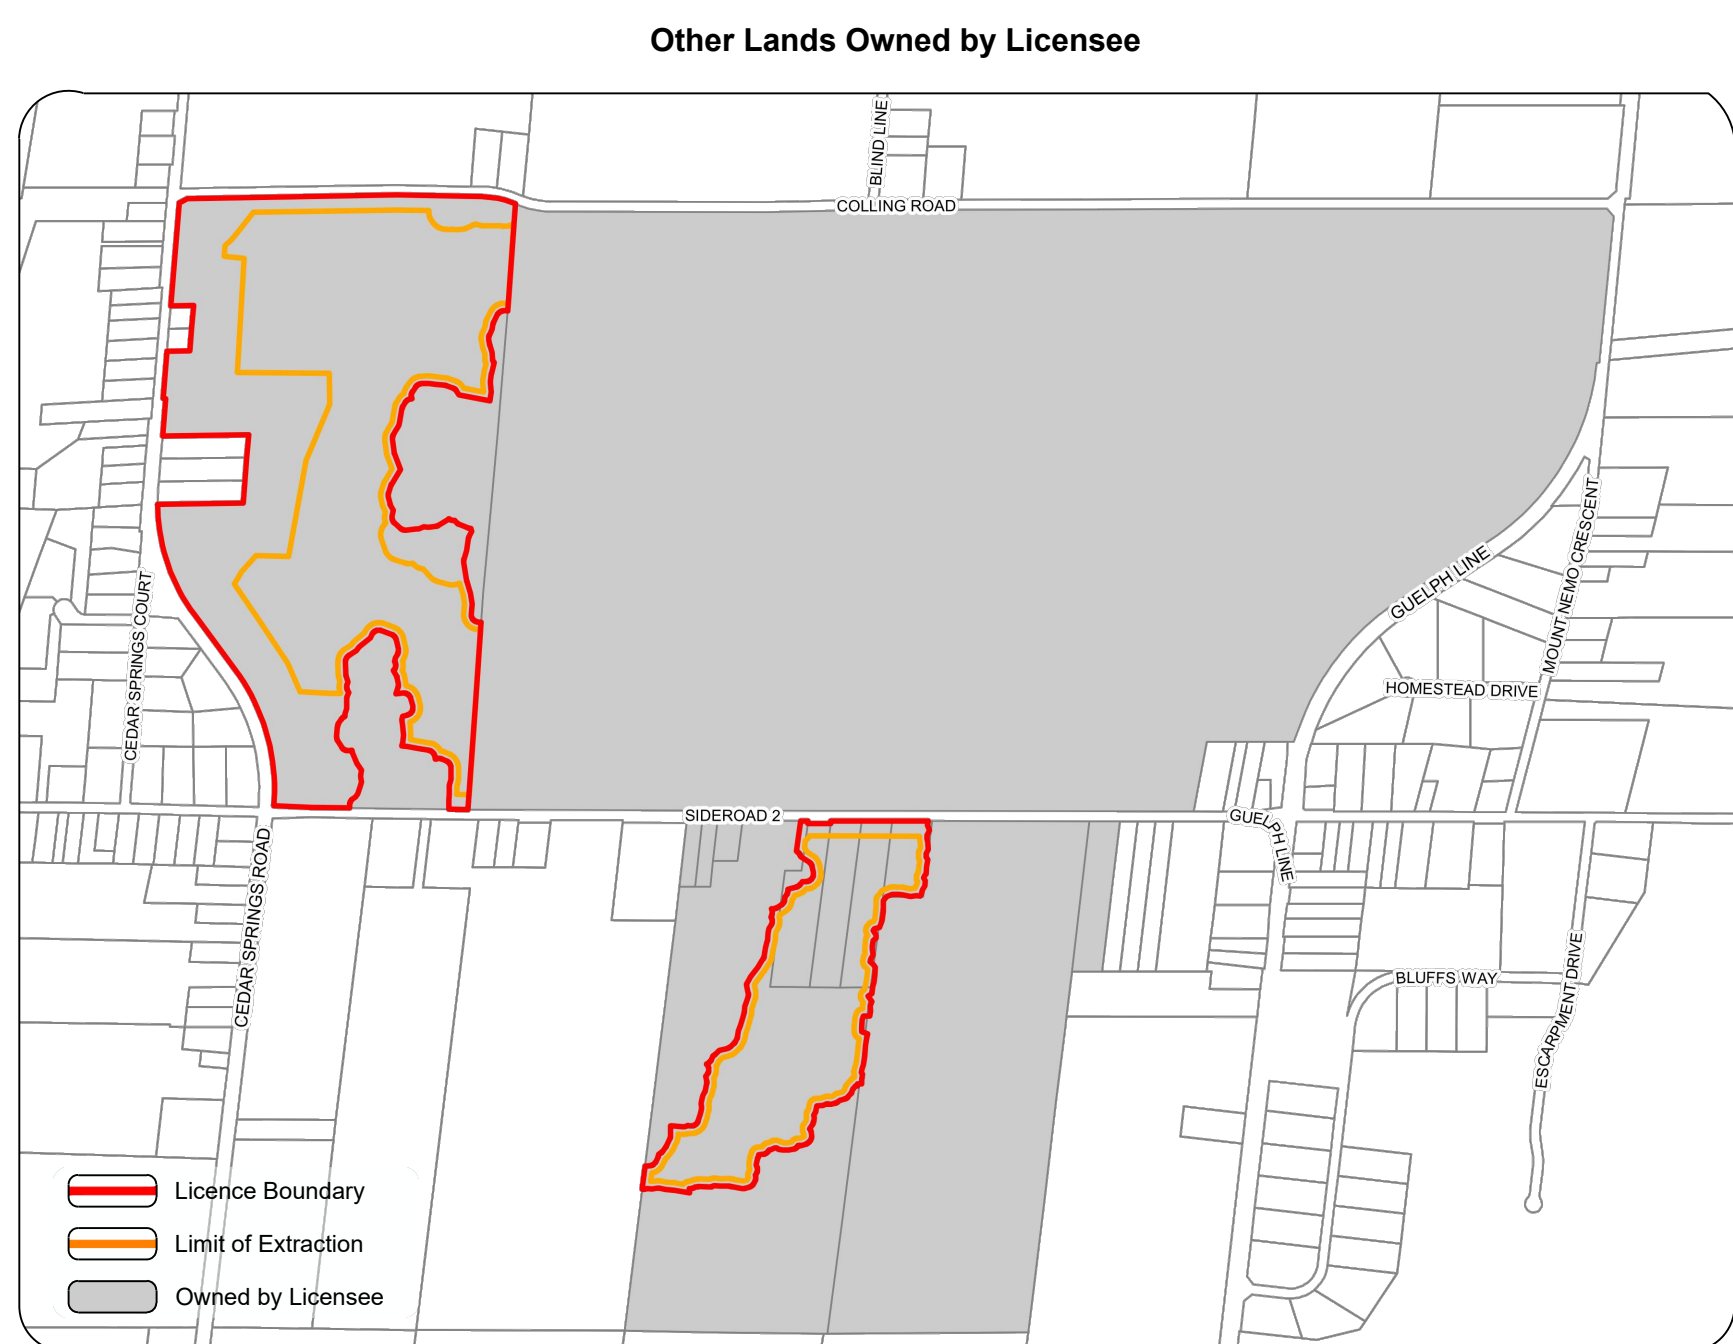 Other Lands Owned by Licensee
BLIND LINE
COLLING ROAD
GUELPH LINE
MOUNT NEMO CRESCENT
CEDAR SPRINGS COURT
HOMESTEAD DRIVE
SIDEROAD 2
GUELPH LINE
CEDAR SPRINGS ROAD
BLUFFS WAY
ESCARPMENT DRIVE
Licence Boundary
Limit of Extraction
Owned by Licensee